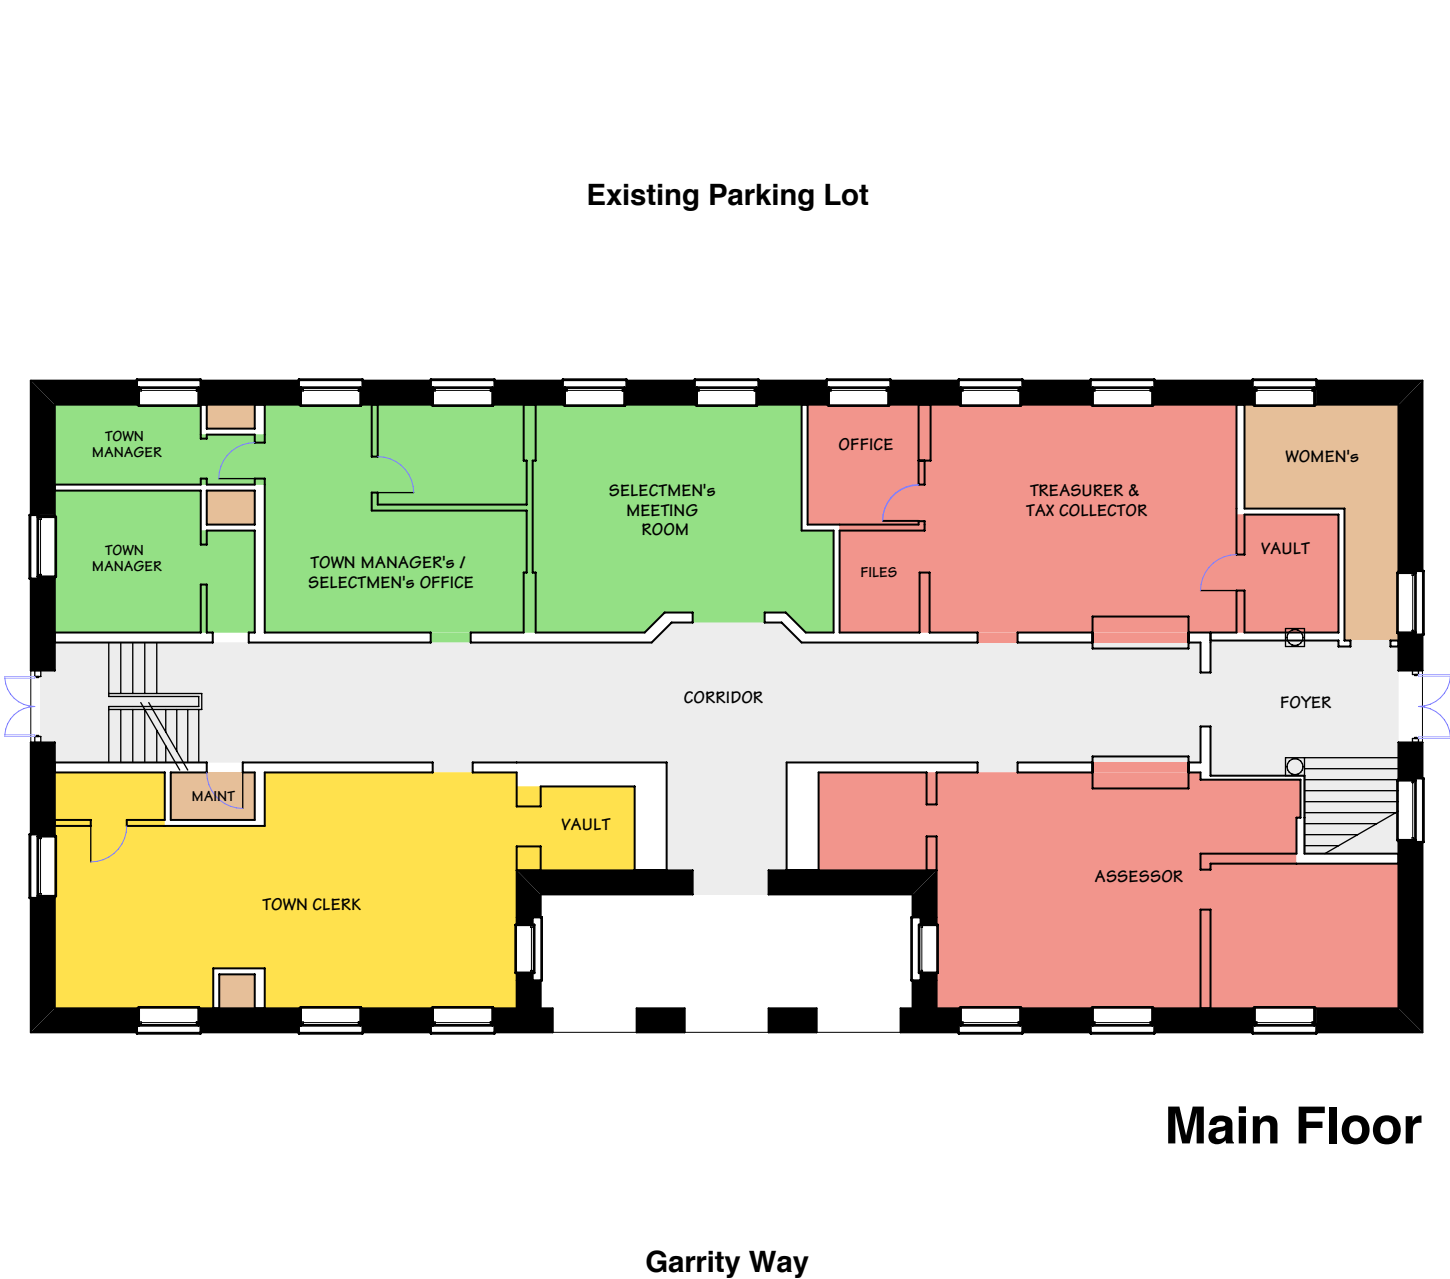 Existing Parking Lot
TOWN
MANAGER
OFFICE
WOMEN's
SELECTMEN's
MEETING
ROOM
TREASURER &
TAX COLLECTOR
TOWN
MANAGER
TOWN MANAGER's /
SELECTMEN's OFFICE
FILES
VAULT
CORRIDOR
FOYER
MAINT
VAULT
TOWN CLERK
ASSESSOR
Main Floor
Garrity Way